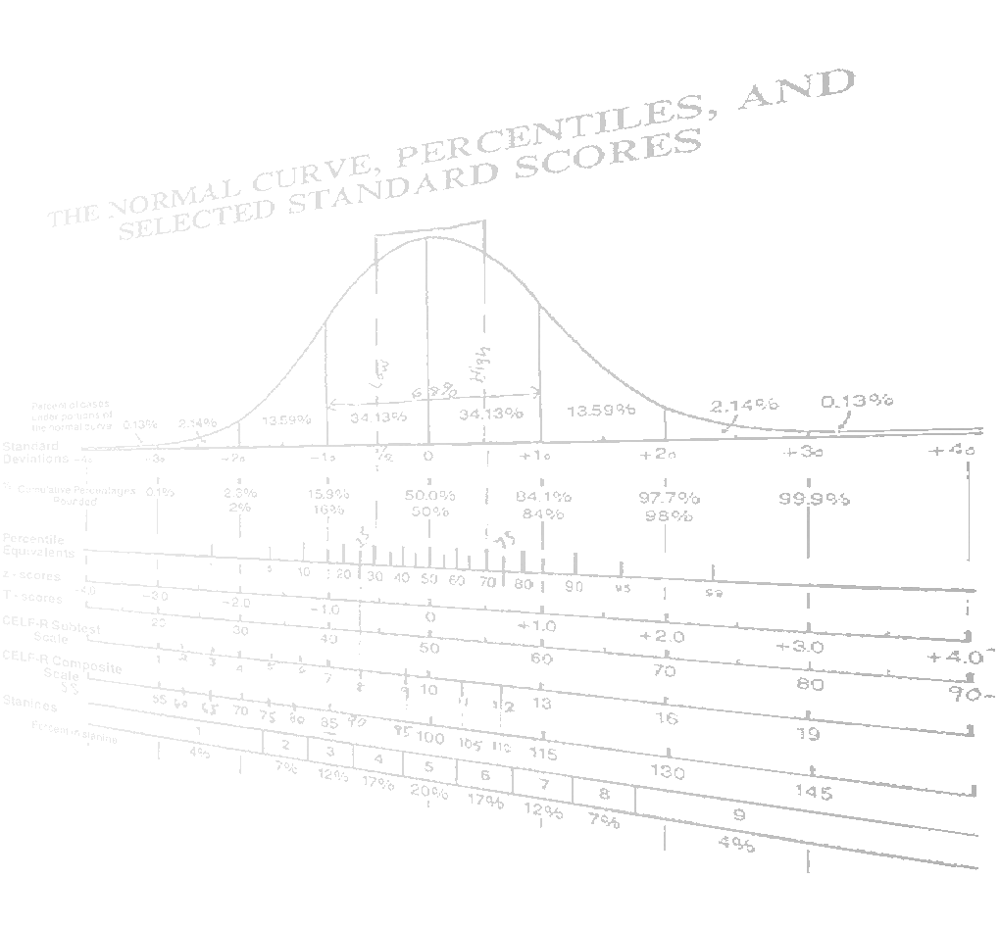 THE NORMAL CURVE, PERCENTILES, AND
SELECTED STANDARD SCORES
Low
High
68%
Percent of cases
under portions of
the normal curve
0.13% 2.14% 13.59% 34.13% 34.13% 13.59% 2.14% 0.13%
Standard
Deviations -4σ -3σ -2σ -1σ ½ 0 +1σ +2σ +3σ +4σ
Cumulative Percentages 0.1% 2.3% 15.9% 50.0% 84.1% 97.7% 99.9%
Rounded 2% 16% 50% 84% 98%
25 75
Percentile
Equivalents 5 10 20 30 40 50 60 70 80 90 95 99
z - scores -4.0 -3.0 -2.0 -1.0 0 +1.0 +2.0 +3.0 +4.0
T - scores 20 30 40 50 60 70 80 90
CELF-R Subtest
Scale 1 2 3 4 5 6 7 8 9 10 11 12 13 16 19
CELF-R Composite
Scale
SS 55 60 65 70 75 80 85 90 95 100 105 110 115 130 145
Stanines 1 2 3 4 5 6 7 8 9
Percent in stanine 4% 7% 12% 17% 20% 17% 12% 7% 4%